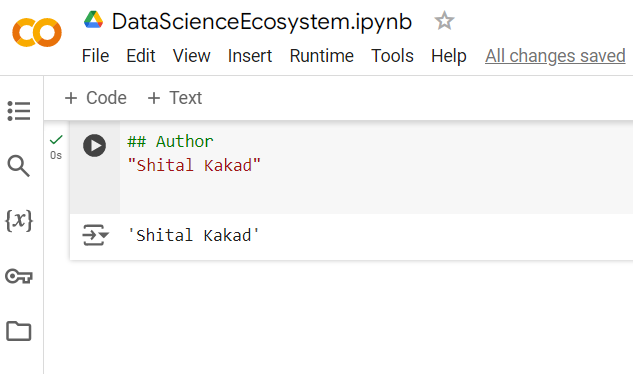 DataScienceEcosystem.ipynb
File Edit View Insert Runtime Tools Help All changes saved
+ Code + Text
## Author
0s
"Shital Kakad"
{x}
'Shital Kakad'